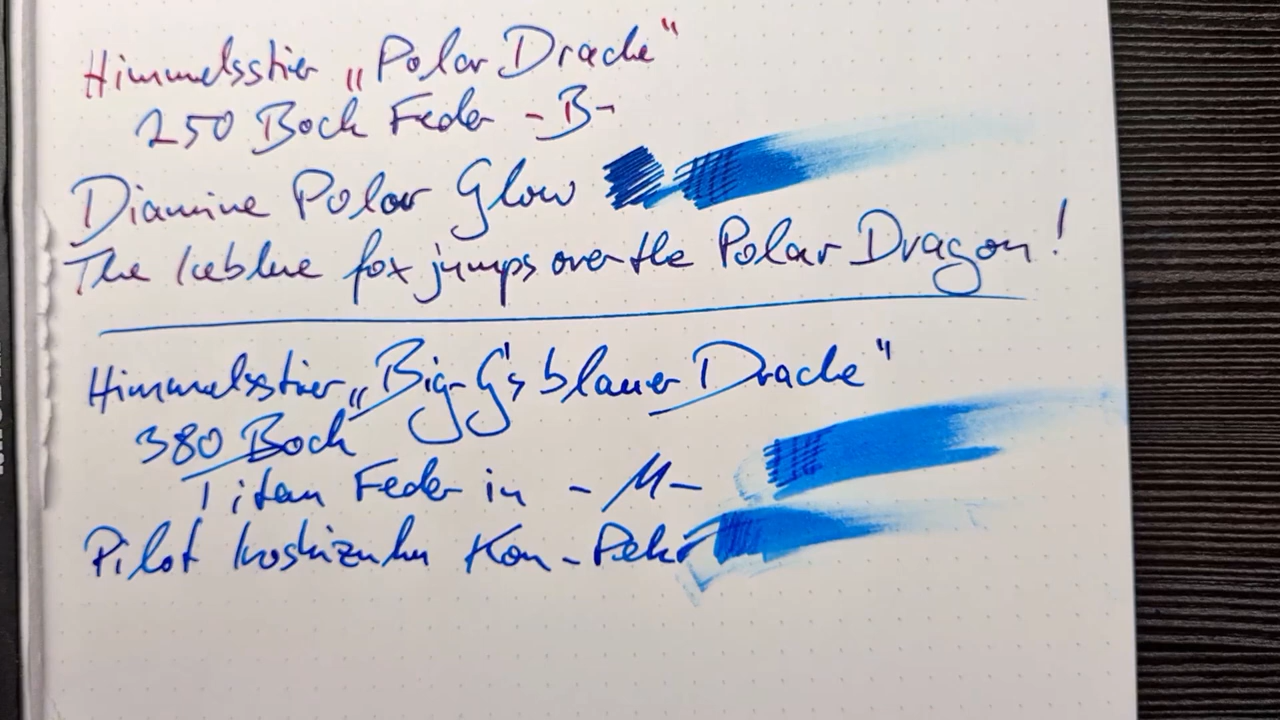 Himmelsstier „Polar Drache"
250 Bock Feder -B-
Diamine Polar Glow
The Iceblue fox jumps over the Polar Dragon!
Himmelsstier „Big-G's blauer Drache"
380 Bock
Titan Feder in - M -
Pilot Iroshizuku Kon-Peki